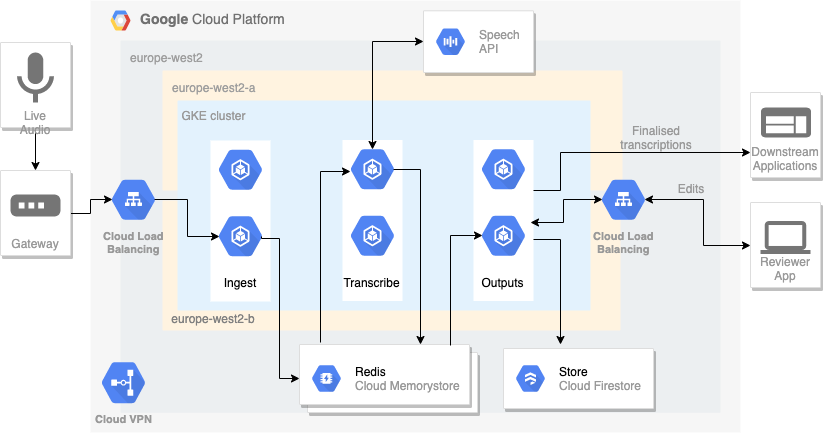 Google Cloud Platform
europe-west2
europe-west2-a
GKE cluster
Speech
API
Live
Audio
Gateway
Cloud Load
Balancing
Ingest
Transcribe
Outputs
Finalised
transcriptions
Downstream
Applications
Edits
Cloud Load
Balancing
Reviewer
App
europe-west2-b
Redis
Cloud Memorystore
Store
Cloud Firestore
Cloud VPN